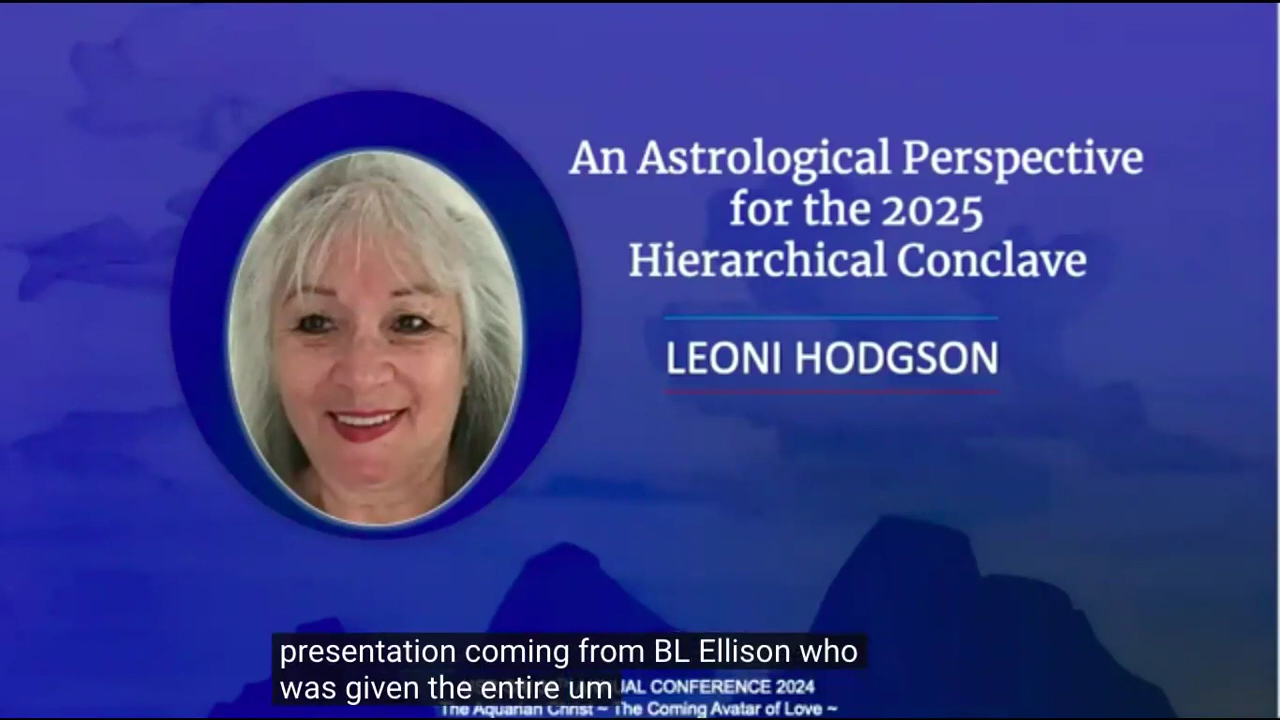 An Astrological Perspective
for the 2025
Hierarchical Conclave
LEONI HODGSON
presentation coming from BL Ellison who
was given the entire um
CONFERENCE 2024
The Aquarian Christ ~ The Coming Avatar of Love ~